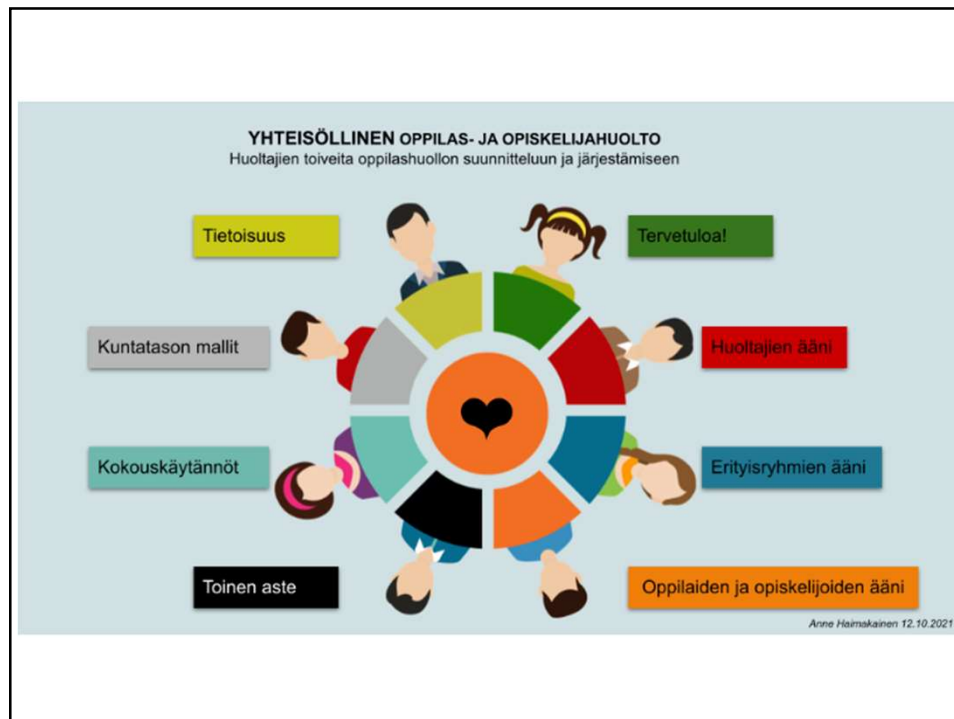 YHTEISÖLLINEN OPPILAS- JA OPISKELIJAHUOLTO
Huoltajien toiveita oppilashuollon suunnitteluun ja järjestämiseen
Tietoisuus
Tervetuloa!
Kuntatason mallit
Huoltajien ääni
Kokouskäytännöt
Erityisryhmien ääni
Toinen aste
Oppilaiden ja opiskelijoiden ääni
Anne Haimakainen 12.10.2021